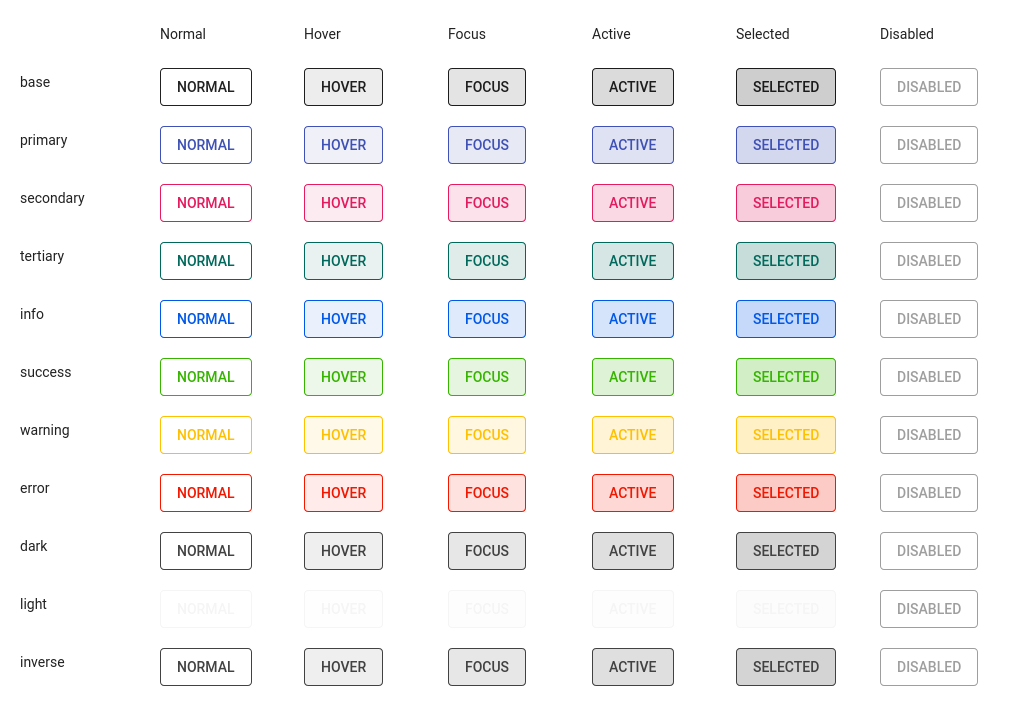 Normal Hover Focus Active Selected Disabled
base NORMAL HOVER FOCUS ACTIVE SELECTED DISABLED
primary NORMAL HOVER FOCUS ACTIVE SELECTED DISABLED
secondary NORMAL HOVER FOCUS ACTIVE SELECTED DISABLED
tertiary NORMAL HOVER FOCUS ACTIVE SELECTED DISABLED
info NORMAL HOVER FOCUS ACTIVE SELECTED DISABLED
success NORMAL HOVER FOCUS ACTIVE SELECTED DISABLED
warning NORMAL HOVER FOCUS ACTIVE SELECTED DISABLED
error NORMAL HOVER FOCUS ACTIVE SELECTED DISABLED
dark NORMAL HOVER FOCUS ACTIVE SELECTED DISABLED
light NORMAL HOVER FOCUS ACTIVE SELECTED DISABLED
inverse NORMAL HOVER FOCUS ACTIVE SELECTED DISABLED